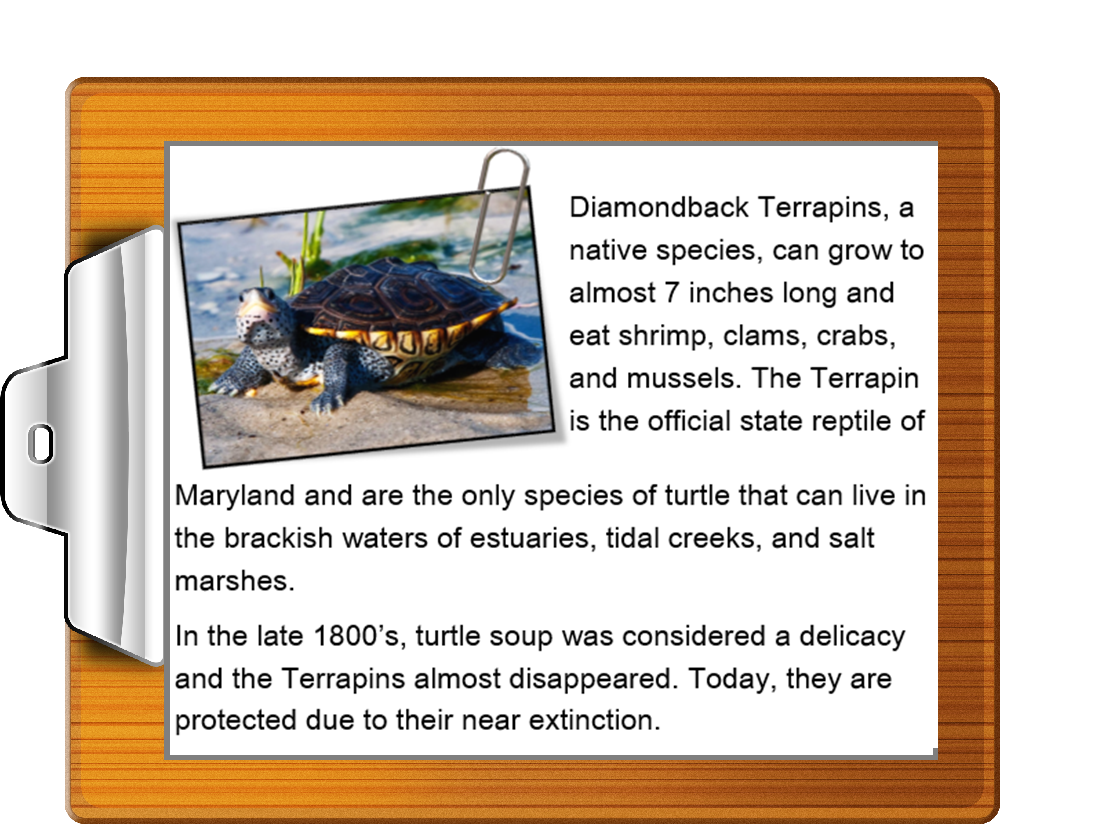 Diamondback Terrapins, a
native species, can grow to
almost 7 inches long and
eat shrimp, clams, crabs,
and mussels. The Terrapin
is the official state reptile of
Maryland and are the only species of turtle that can live in
the brackish waters of estuaries, tidal creeks, and salt
marshes.
In the late 1800’s, turtle soup was considered a delicacy
and the Terrapins almost disappeared. Today, they are
protected due to their near extinction.